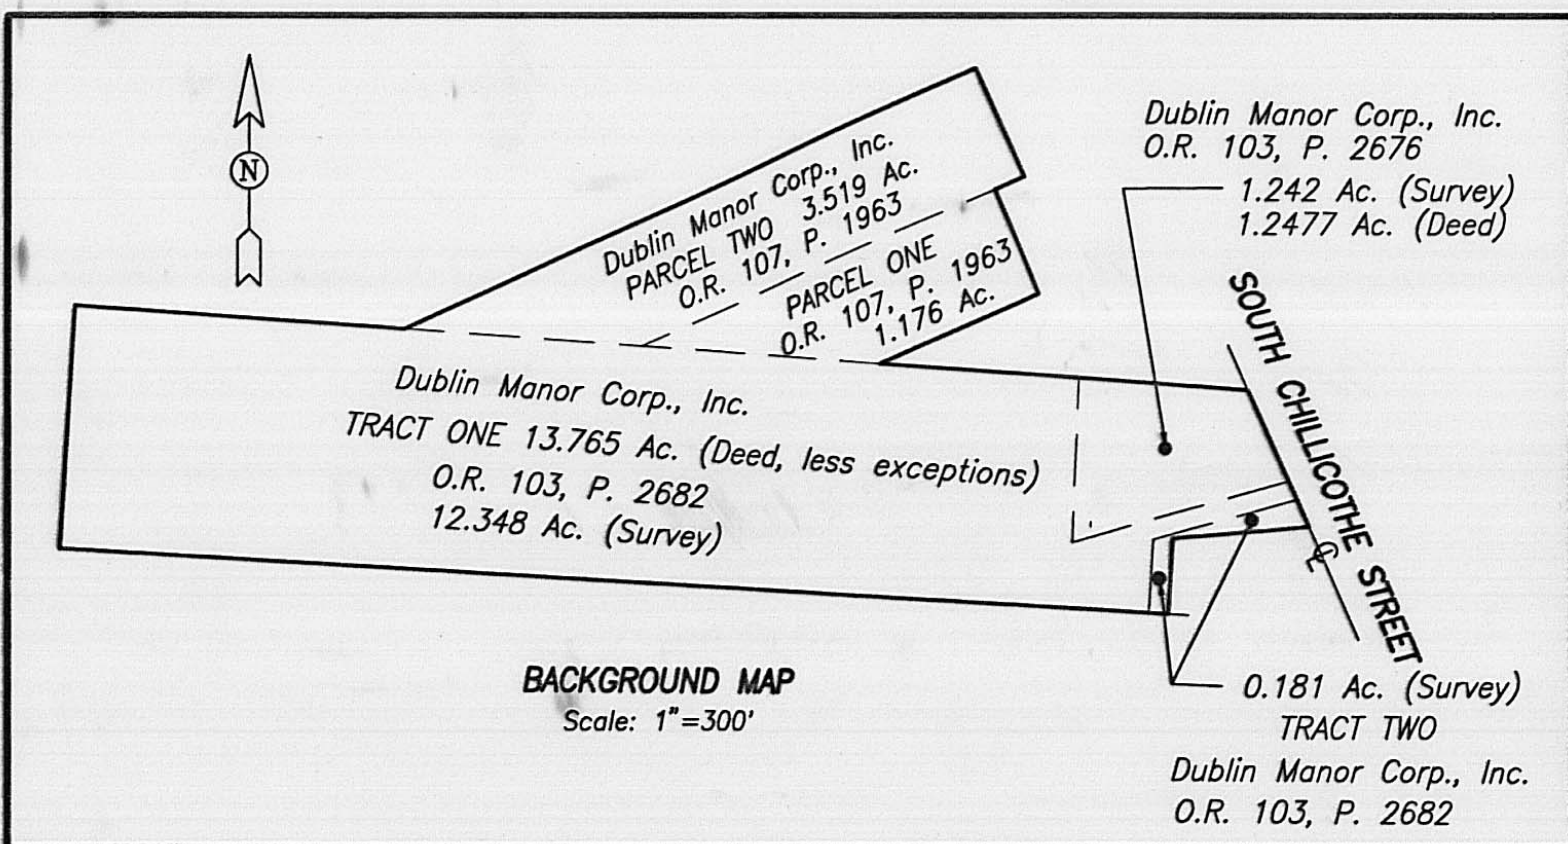 N
Dublin Manor Corp., Inc.
PARCEL TWO 3.519 Ac.
O.R. 107, P. 1963
PARCEL ONE
O.R. 107, P. 1963
1.176 Ac.
Dublin Manor Corp., Inc.
O.R. 103, P. 2676
1.242 Ac. (Survey)
1.2477 Ac. (Deed)
SOUTH CHILLICOTHE STREET
Dublin Manor Corp., Inc.
TRACT ONE 13.765 Ac. (Deed, less exceptions)
O.R. 103, P. 2682
12.348 Ac. (Survey)
BACKGROUND MAP
Scale: 1"=300'
0.181 Ac. (Survey)
TRACT TWO
Dublin Manor Corp., Inc.
O.R. 103, P. 2682